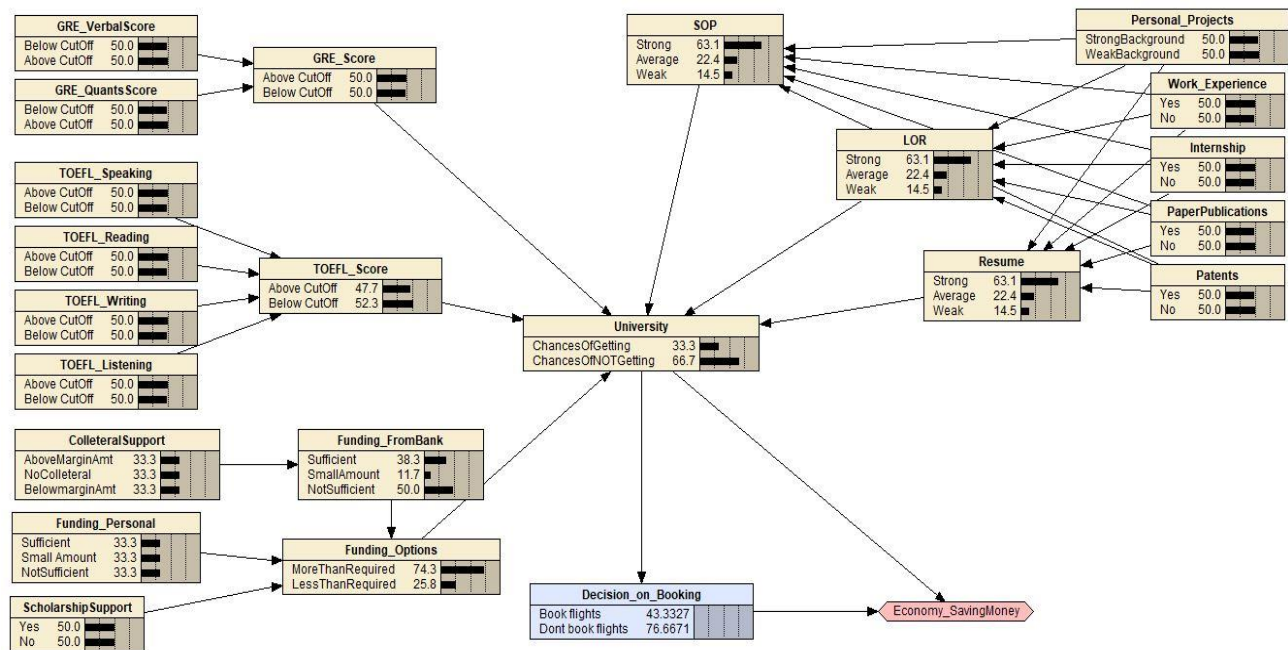 GRE_VerbalScore
Below CutOff 50.0
Above CutOff 50.0
GRE_QuantsScore
Below CutOff 50.0
Above CutOff 50.0
GRE_Score
Above CutOff 50.0
Below CutOff 50.0
SOP
Strong 63.1
Average 22.4
Weak 14.5
Personal_Projects
StrongBackground 50.0
WeakBackground 50.0
Work_Experience
Yes 50.0
No 50.0
LOR
Strong 63.1
Average 22.4
Weak 14.5
Internship
Yes 50.0
No 50.0
PaperPublications
Yes 50.0
No 50.0
Resume
Strong 63.1
Average 22.4
Weak 14.5
Patents
Yes 50.0
No 50.0
TOEFL_Speaking
Above CutOff 50.0
Below CutOff 50.0
TOEFL_Reading
Above CutOff 50.0
Below CutOff 50.0
TOEFL_Writing
Above CutOff 50.0
Below CutOff 50.0
TOEFL_Listening
Above CutOff 50.0
Below CutOff 50.0
TOEFL_Score
Above CutOff 47.7
Below CutOff 52.3
University
ChancesOfGetting 33.3
ChancesOfNOTGetting 66.7
ColleteralSupport
AboveMarginAmt 33.3
NoColleteral 33.3
BelowmarginAmt 33.3
Funding_FromBank
Sufficient 38.3
SmallAmount 11.7
NotSufficient 50.0
Funding_Personal
Sufficient 33.3
Small Amount 33.3
NotSufficient 33.3
Funding_Options
MoreThanRequired 74.3
LessThanRequired 25.8
ScholarshipSupport
Yes 50.0
No 50.0
Decision_on_Booking
Book flights 43.3327
Dont book flights 76.6671
Economy_SavingMoney